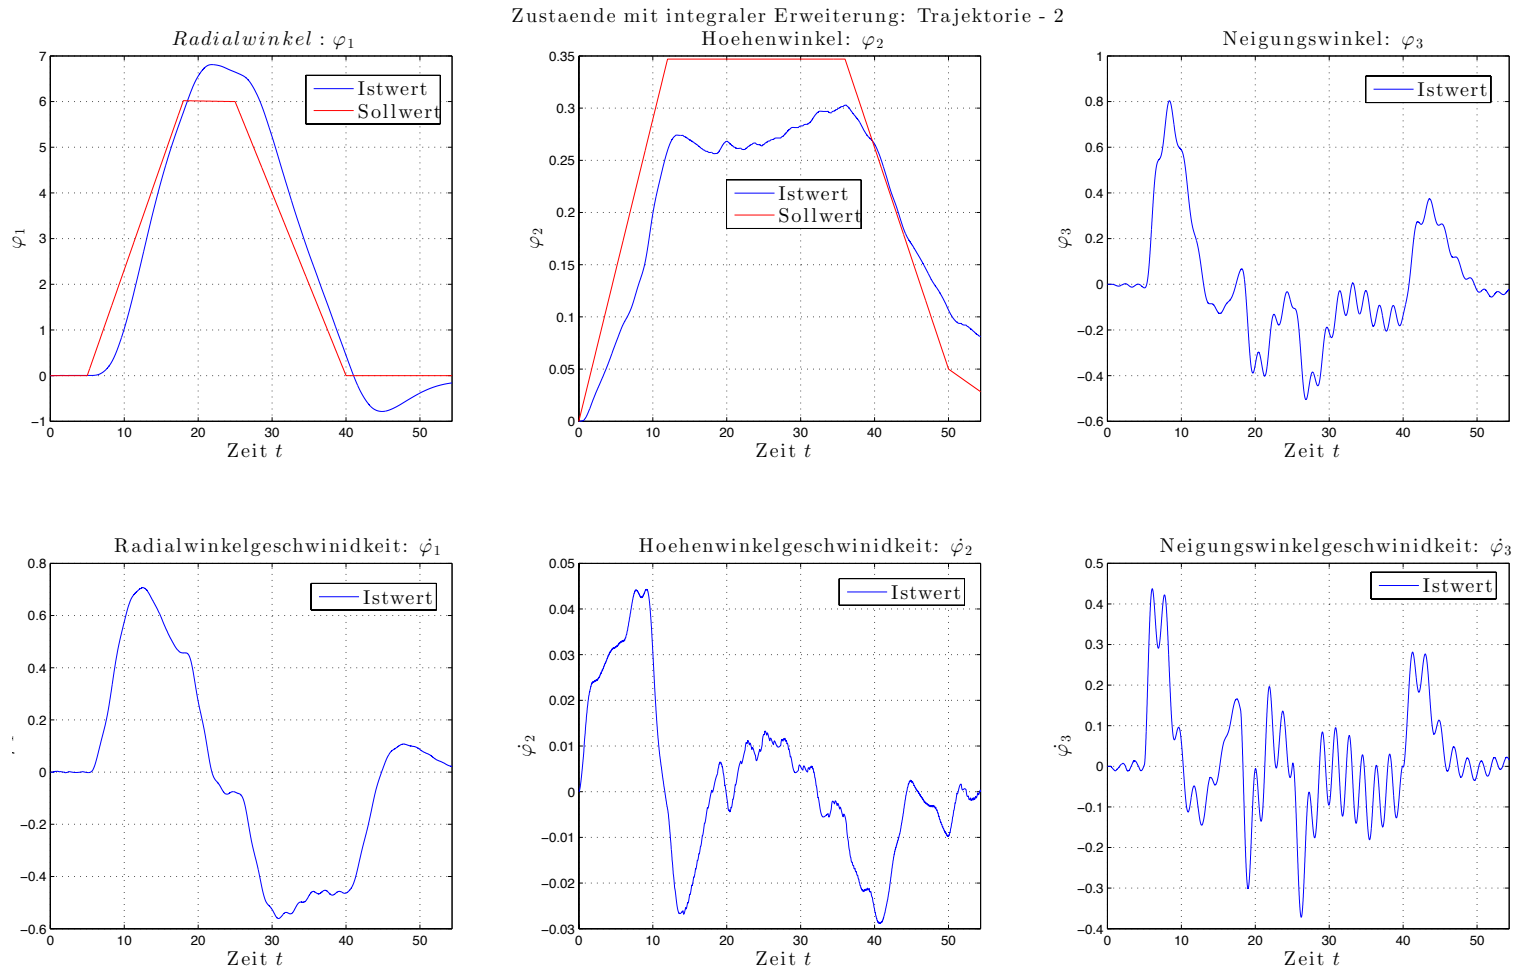 Zustaende mit integraler Erweiterung: Trajektorie - 2
Radialwinkel : φ₁
7
6
5
4
3
2
1
0
−1
φ₁
Istwert
Sollwert
0 10 20 30 40 50
Zeit t
Hoehenwinkel: φ₂
0.35
0.3
0.25
0.2
0.15
0.1
0.05
0
φ₂
Istwert
Sollwert
0 10 20 30 40 50
Zeit t
Neigungswinkel: φ₃
1
0.8
0.6
0.4
0.2
0
−0.2
−0.4
−0.6
φ₃
Istwert
0 10 20 30 40 50
Zeit t
Radialwinkelgeschwinidkeit: φ̇₁
0.8
0.6
0.4
0.2
0
−0.2
−0.4
−0.6
Istwert
0 10 20 30 40 50
Zeit t
Hoehenwinkelgeschwinidkeit: φ̇₂
0.05
0.04
0.03
0.02
0.01
0
−0.01
−0.02
−0.03
φ̇₂
Istwert
0 10 20 30 40 50
Zeit t
Neigungswinkelgeschwinidkeit: φ̇₃
0.5
0.4
0.3
0.2
0.1
0
−0.1
−0.2
−0.3
−0.4
φ̇₃
Istwert
0 10 20 30 40 50
Zeit t